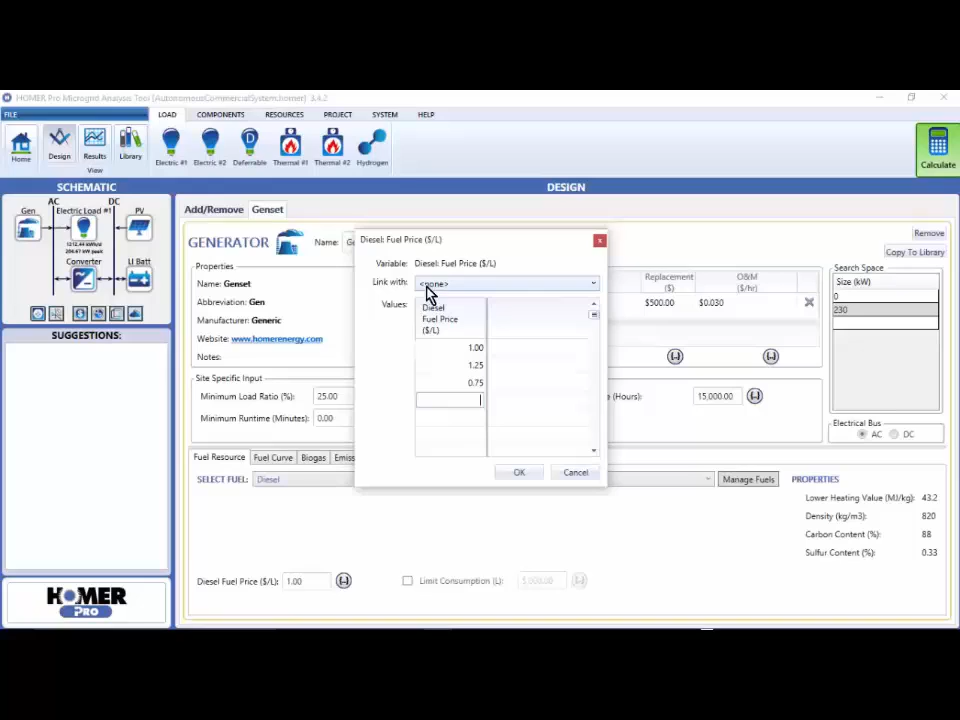 HOMER Pro Microgrid Analysis Tool [AutonomousCommercialSystem.homer] 3.4.2
FILE
LOAD COMPONENTS RESOURCES PROJECT SYSTEM HELP
Home Design Results Library Electric #1 Electric #2 Deferrable Thermal #1 Thermal #2 Hydrogen Calculate
View
SCHEMATIC DESIGN
AC DC
Gen Electric Load #1 PV
1212.44 kWh/d
Converter LI Batt
SUGGESTIONS:
HOMER
Pro
Add/Remove Genset
GENERATOR Name: Remove
Copy To Library
Properties
Name: Genset
Abbreviation: Gen
Manufacturer: Generic
Website: www.homerenergy.com
Notes:
Replacement O&M
($) ($/hr)
$500.00 $0.030
Search Space
Size (kW)
0
230
Electrical Bus
AC DC
Site Specific Input
Minimum Load Ratio (%): 25.00
(Hours): 15,000.00
Minimum Runtime (Minutes): 0.00
Diesel: Fuel Price ($/L) x
Variable: Diesel: Fuel Price ($/L)
Link with: <none>
Values: Diesel
Fuel Price
($/L)
1.00
1.25
0.75
OK Cancel
Fuel Resource Fuel Curve Biogas Emiss
SELECT FUEL: Diesel Manage Fuels
PROPERTIES
Lower Heating Value (MJ/kg): 43.2
Density (kg/m3): 820
Carbon Content (%): 88
Sulfur Content (%): 0.33
Diesel Fuel Price ($/L): 1.00 Limit Consumption (L): 5,000.00